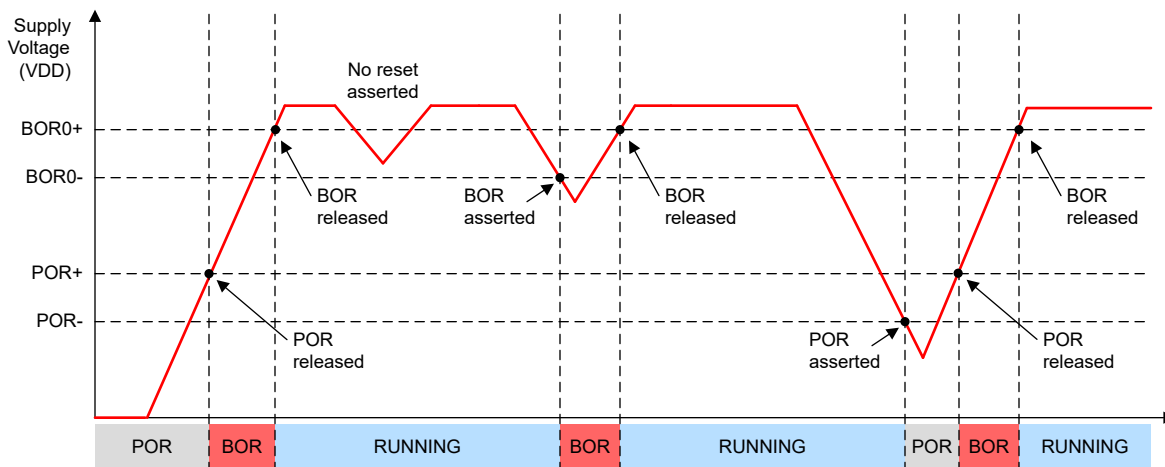 Supply
Voltage
(VDD)
No reset
asserted
BOR0+
BOR0-
BOR
released
BOR
asserted
BOR
released
BOR
released
POR+
POR-
POR
released
POR
asserted
POR
released
POR
BOR
RUNNING
BOR
RUNNING
POR
BOR
RUNNING